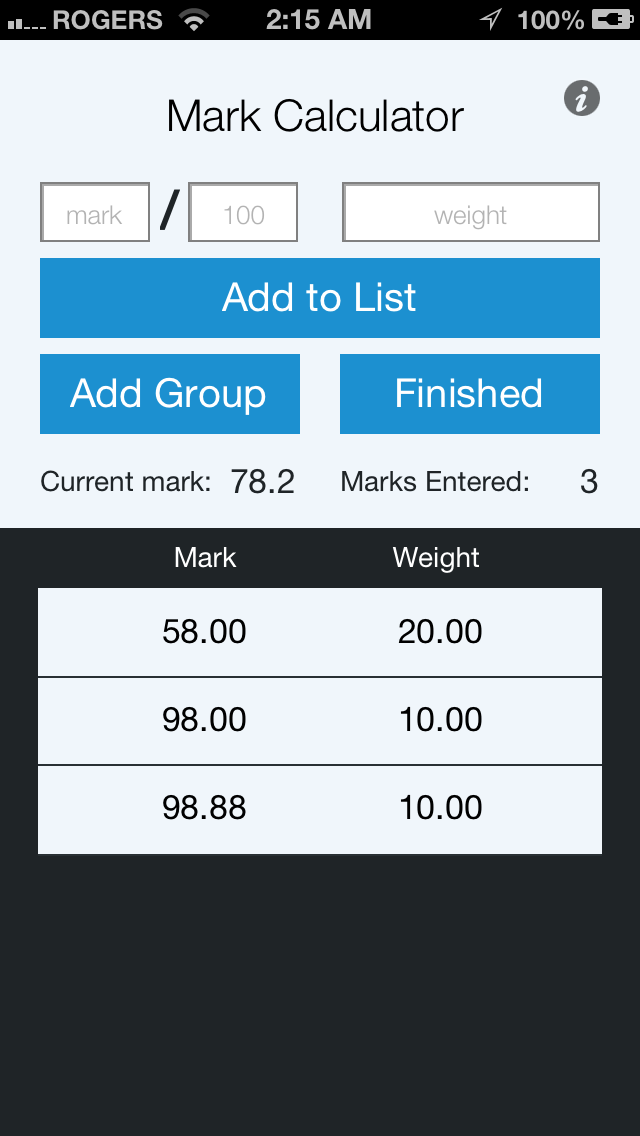 ROGERS 2:15 AM 100%
Mark Calculator
mark / 100 weight
Add to List
Add Group Finished
Current mark: 78.2 Marks Entered: 3
Mark Weight
58.00 20.00
98.00 10.00
98.88 10.00